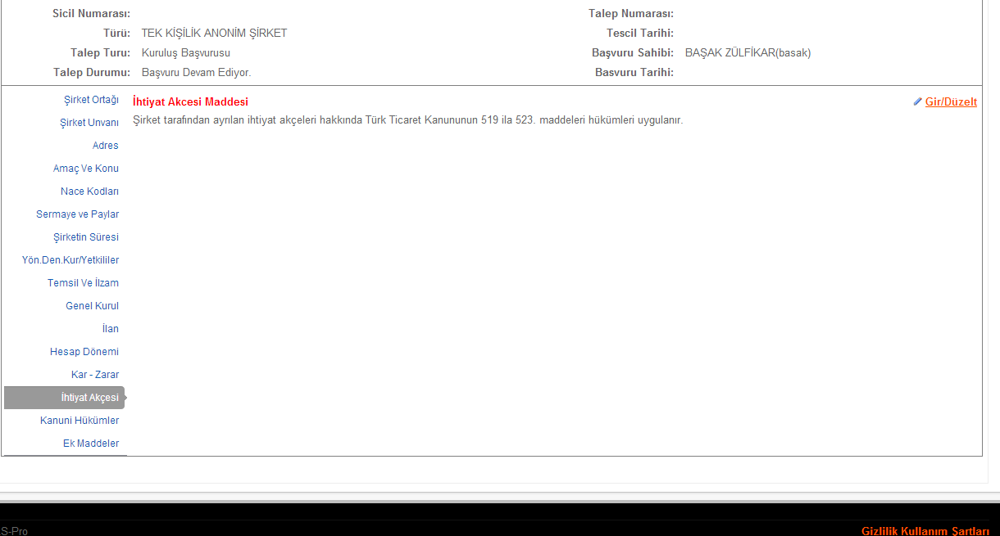 Sicil Numarası: Talep Numarası:
Türü: TEK KİŞİLİK ANONİM ŞİRKET Tescil Tarihi:
Talep Turu: Kuruluş Başvurusu Başvuru Sahibi: BAŞAK ZÜLFİKAR(basak)
Talep Durumu: Başvuru Devam Ediyor. Basvuru Tarihi:
Şirket Ortağı
Şirket Unvanı
Adres
Amaç Ve Konu
Nace Kodları
Sermaye ve Paylar
Şirketin Süresi
Yön.Den.Kur/Yetkililer
Temsil Ve İlzam
Genel Kurul
İlan
Hesap Dönemi
Kar - Zarar
İhtiyat Akçesi
Kanuni Hükümler
Ek Maddeler
İhtiyat Akcesi Maddesi Gir/Düzelt
Şirket tarafından ayrılan ihtiyat akçeleri hakkında Türk Ticaret Kanununun 519 ila 523. maddeleri hükümleri uygulanır.
S-Pro Gizlilik Kullanım Şartları